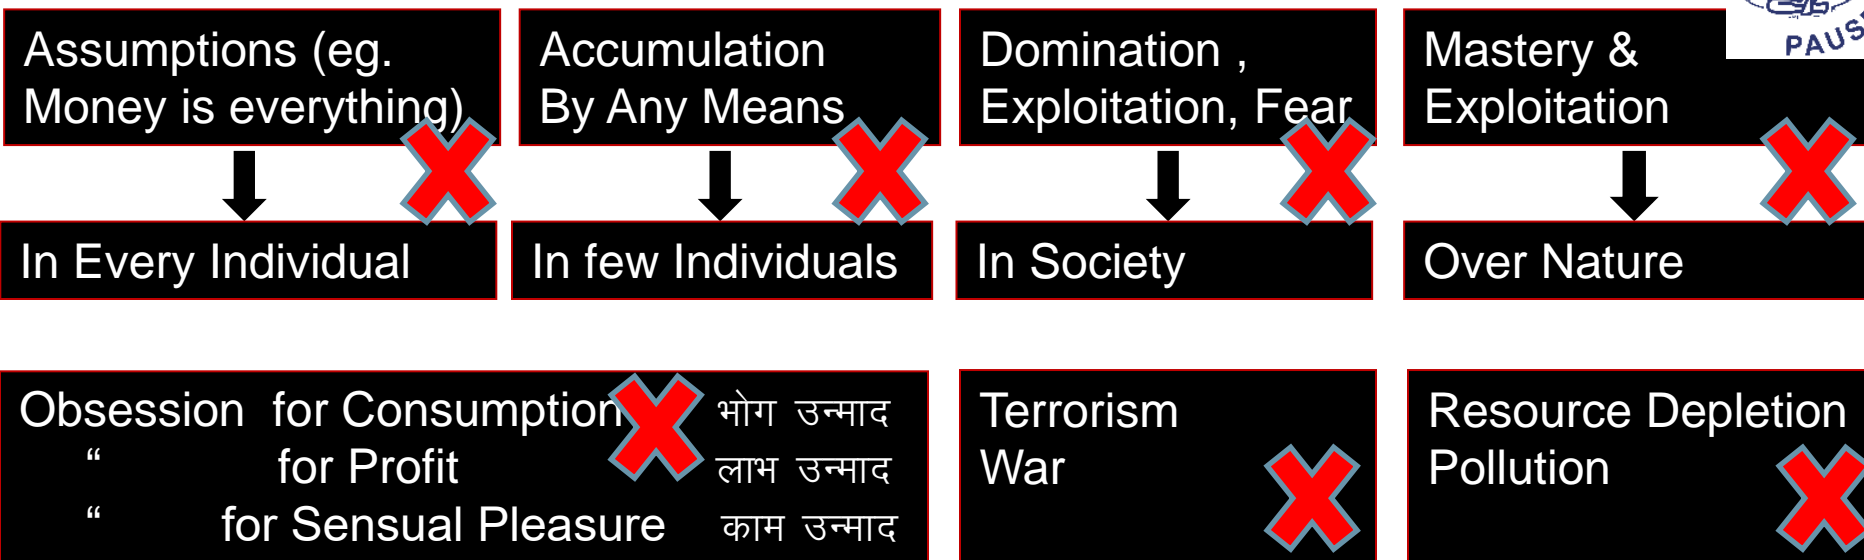 Assumptions (eg.
Money is everything)
In Every Individual
Accumulation
By Any Means
In few Individuals
Domination ,
Exploitation, Fear
In Society
Mastery &
Exploitation
Over Nature
Obsession for Consumption भोग उन्माद
“ for Profit लाभ उन्माद
“ for Sensual Pleasure काम उन्माद
Terrorism
War
Resource Depletion
Pollution